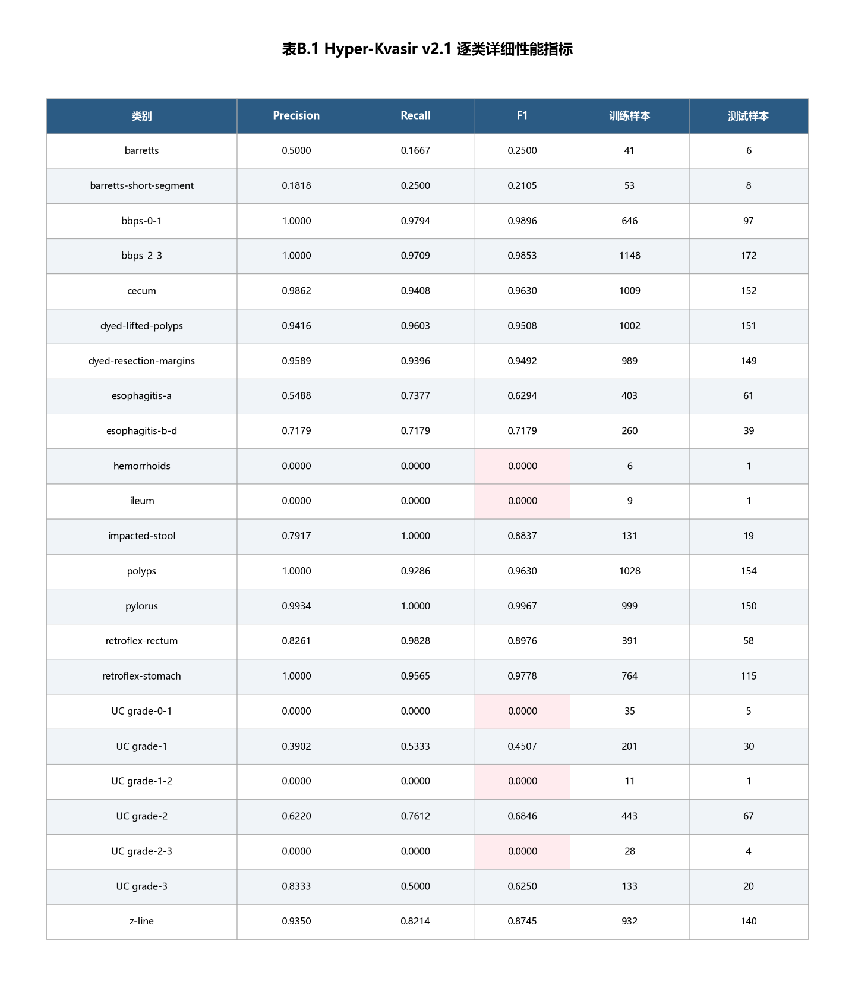 表B.1 Hyper-Kvasir v2.1 逐类详细性能指标
类别 Precision Recall F1 训练样本 测试样本
barretts 0.5000 0.1667 0.2500 41 6
barretts-short-segment 0.1818 0.2500 0.2105 53 8
bbps-0-1 1.0000 0.9794 0.9896 646 97
bbps-2-3 1.0000 0.9709 0.9853 1148 172
cecum 0.9862 0.9408 0.9630 1009 152
dyed-lifted-polyps 0.9416 0.9603 0.9508 1002 151
dyed-resection-margins 0.9589 0.9396 0.9492 989 149
esophagitis-a 0.5488 0.7377 0.6294 403 61
esophagitis-b-d 0.7179 0.7179 0.7179 260 39
hemorrhoids 0.0000 0.0000 0.0000 6 1
ileum 0.0000 0.0000 0.0000 9 1
impacted-stool 0.7917 1.0000 0.8837 131 19
polyps 1.0000 0.9286 0.9630 1028 154
pylorus 0.9934 1.0000 0.9967 999 150
retroflex-rectum 0.8261 0.9828 0.8976 391 58
retroflex-stomach 1.0000 0.9565 0.9778 764 115
UC grade-0-1 0.0000 0.0000 0.0000 35 5
UC grade-1 0.3902 0.5333 0.4507 201 30
UC grade-1-2 0.0000 0.0000 0.0000 11 1
UC grade-2 0.6220 0.7612 0.6846 443 67
UC grade-2-3 0.0000 0.0000 0.0000 28 4
UC grade-3 0.8333 0.5000 0.6250 133 20
z-line 0.9350 0.8214 0.8745 932 140